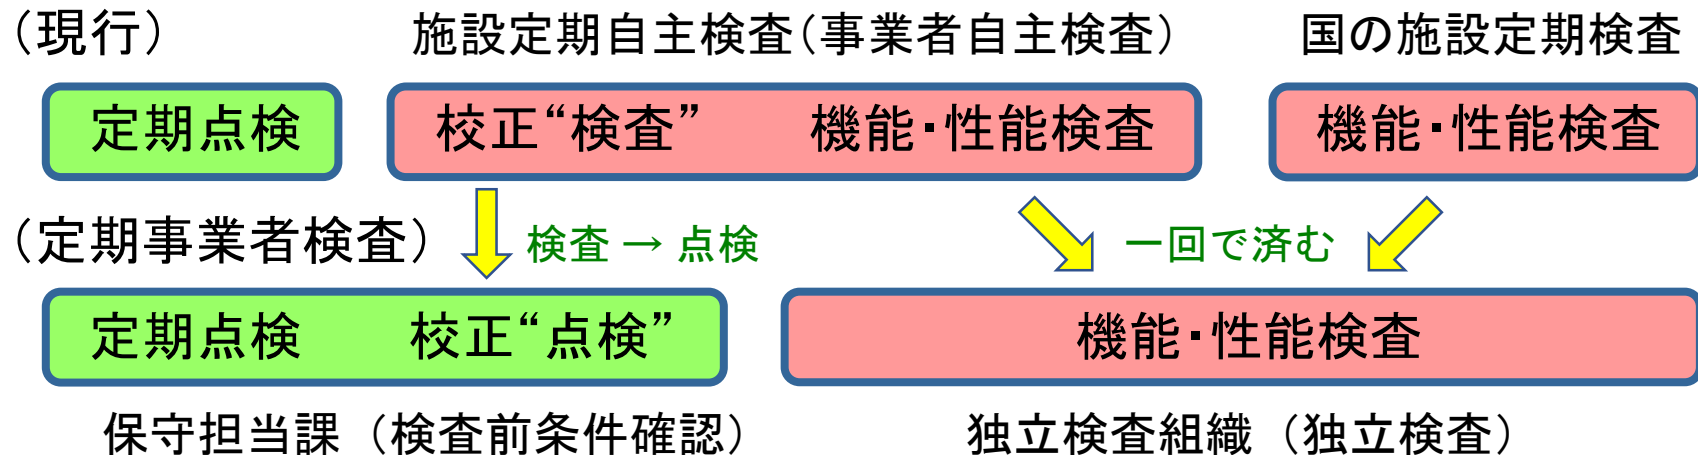 （現行）　施設定期自主検査（事業者自主検査）　国の施設定期検査
定期点検　校正“検査”　機能・性能検査　機能・性能検査
（定期事業者検査）　検査 → 点検　一回で済む
定期点検　校正“点検”　機能・性能検査
保守担当課（検査前条件確認）　独立検査組織（独立検査）